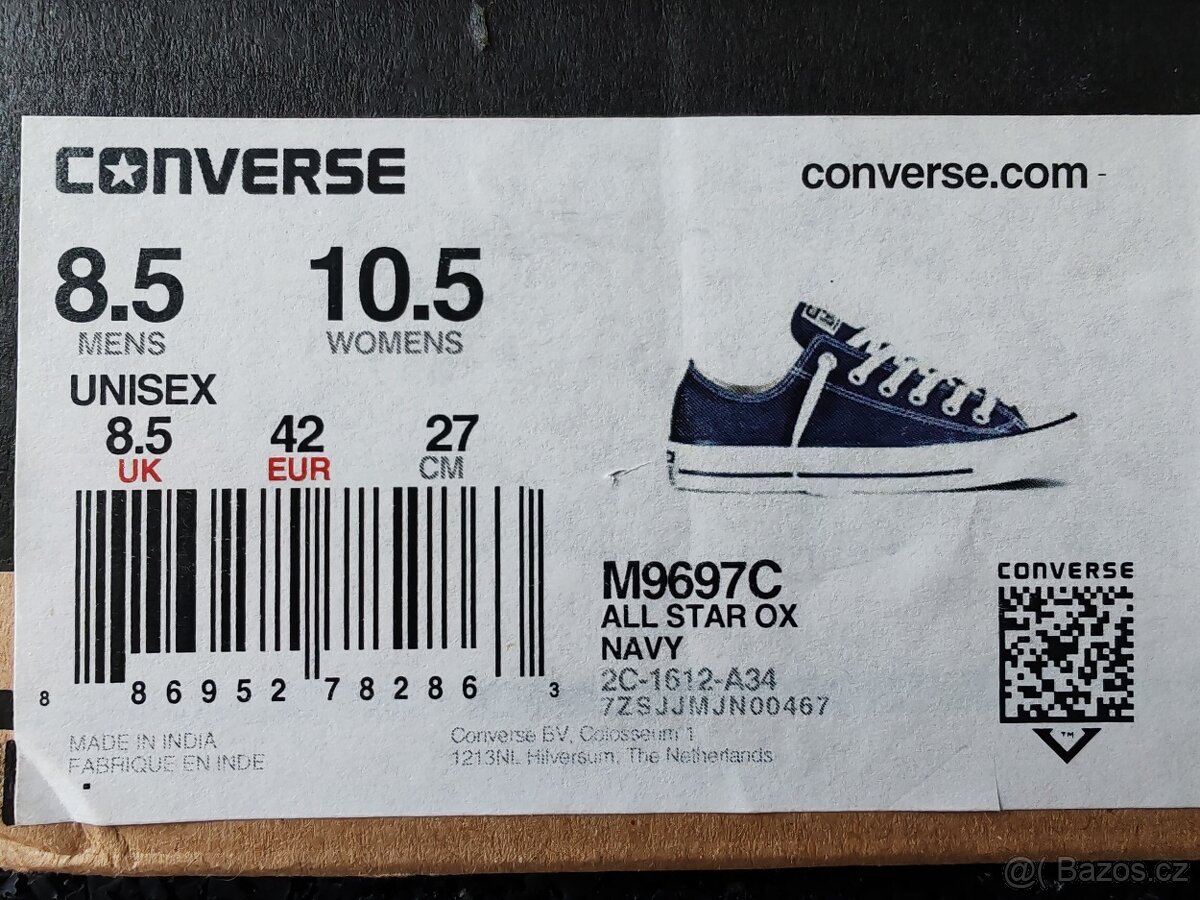 CONVERSE
converse.com -
8.5 10.5
MENS WOMENS
UNISEX
8.5 42 27
UK EUR CM
8 86952 78286 3
M9697C
ALL STAR OX
NAVY
2C-1612-A34
7ZSJJMJN00467
CONVERSE
TM
MADE IN INDIA
FABRIQUE EN INDE
Converse BV, Colosseum 1
1213NL Hilversum, The Netherlands
@( Bazos.cz